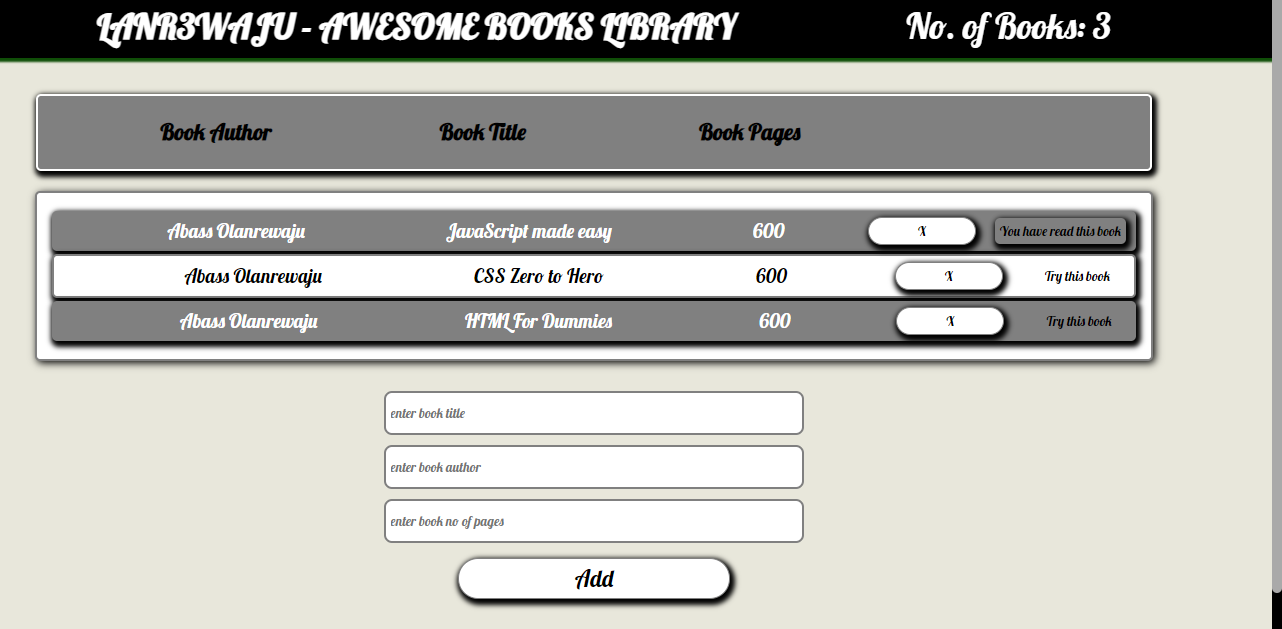 LANR3WAJU - AWESOME BOOKS LIBRARY No. of Books: 3
Book Author Book Title Book Pages
Abass Olanrewaju JavaScript made easy 600 X You have read this book
Abass Olanrewaju CSS Zero to Hero 600 X Try this book
Abass Olanrewaju HTML For Dummies 600 X Try this book
enter book title
enter book author
enter book no of pages
Add